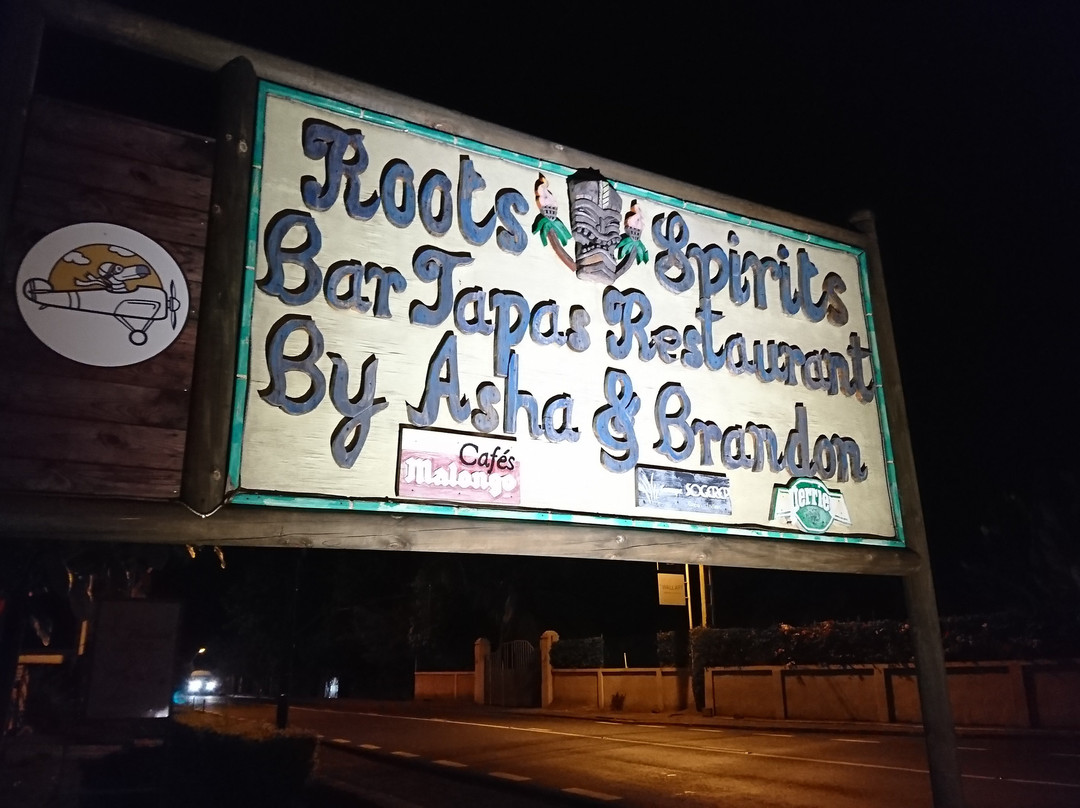 Roots Spirits
Bar Tapas Restaurant
By Asha & Brandon
Cafés
Malongo
perrier